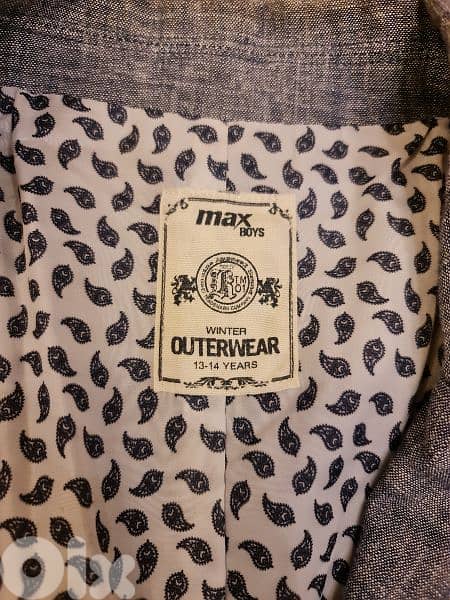 max
BOYS
WINTER
OUTERWEAR
13-14 YEARS
Olx